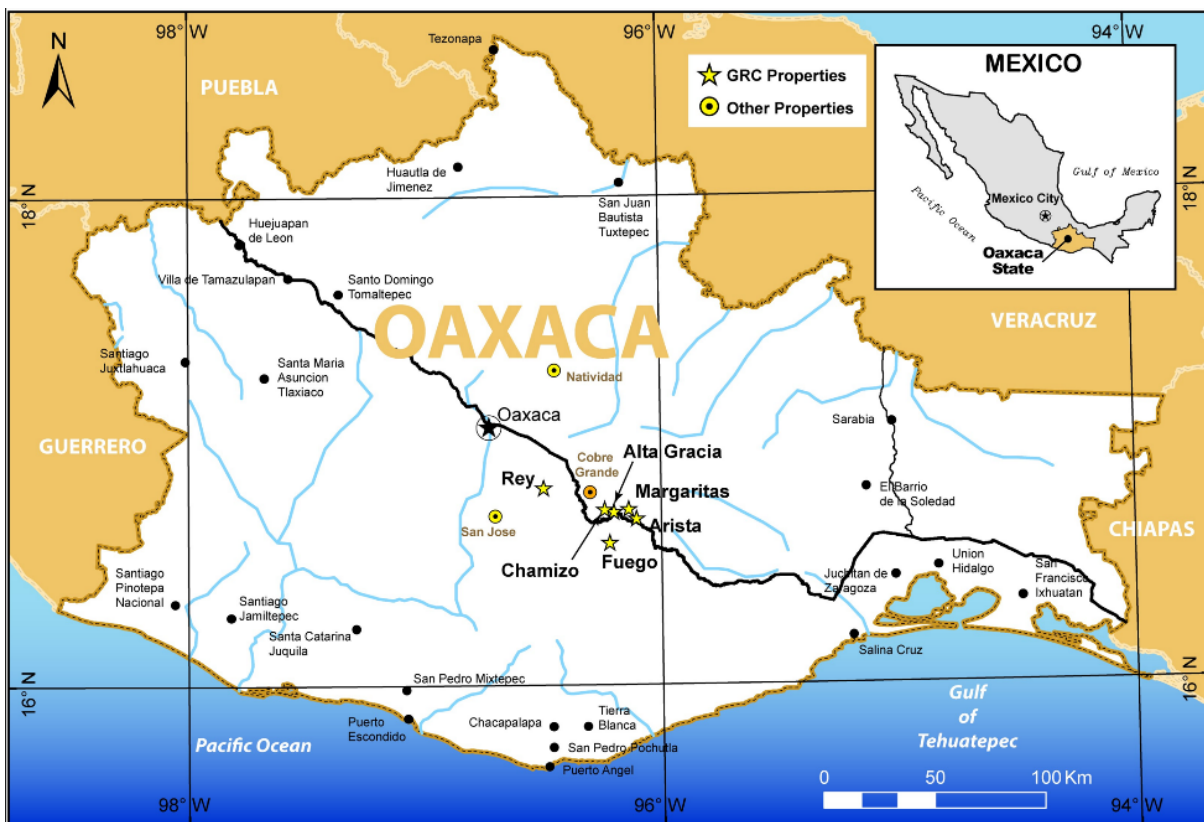 98° W
96° W
94° W
N
Tezonapa
PUEBLA
GRC Properties
Other Properties
MEXICO
Gulf of Mexico
Pacific Ocean
Mexico City
Oaxaca
State
Huautla de
Jimenez
San Juan
Bautista
Tuxtepec
18° N
18° N
Huejuapan
de Leon
Villa de Tamazulapan
Santo Domingo
Tomaltepec
OAXACA
VERACRUZ
Santiago
Juxtlahuaca
Santa Maria
Asuncion
Tlaxiaco
Natividad
Oaxaca
Sarabia
GUERRERO
Cobre
Grande
Alta Gracia
Rey
Margaritas
El Barrio
de la Soledad
San Jose
Arista
CHIAPAS
Chamizo
Fuego
Santiago
Pinotepa
Nacional
Juchitan de
Zaragoza
Union
Hidalgo
San
Francisco
Ixhuatan
Santiago
Jamiltepec
Santa Catarina
Juquila
Salina Cruz
16° N
16° N
San Pedro Mixtepec
Puerto
Escondido
Chacapalapa
Tierra
Blanca
San Pedro Pochutla
Puerto Angel
Pacific Ocean
Gulf
of
Tehuatepec
0 50 100 Km
98° W
96° W
94° W